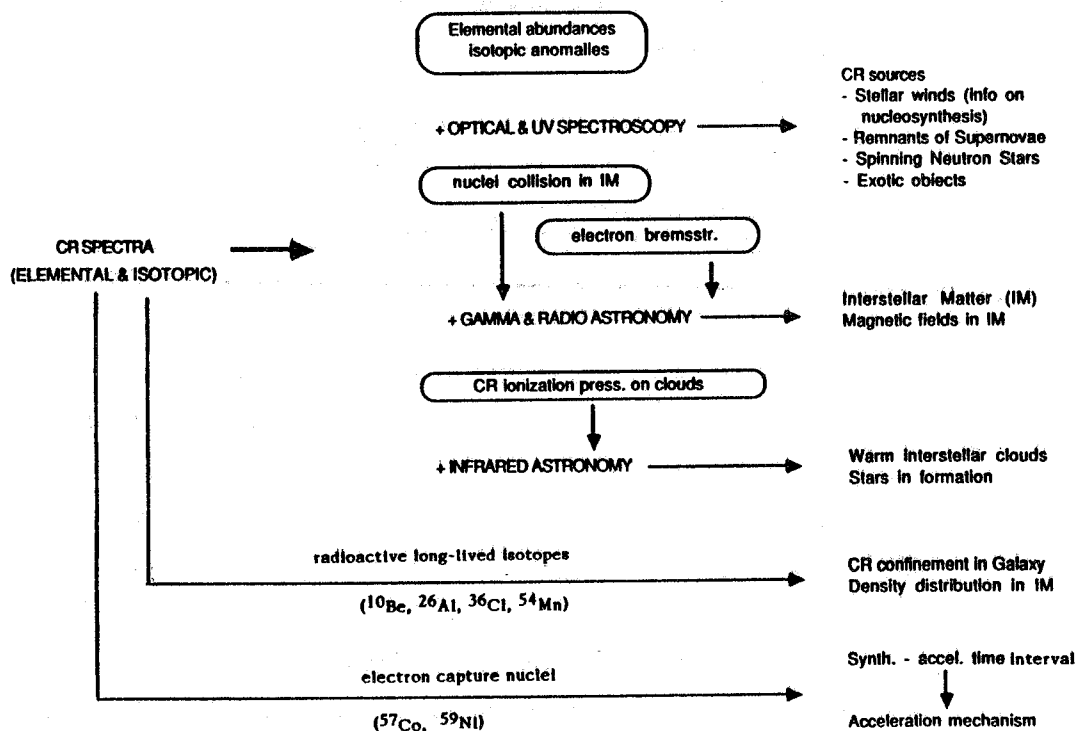 Elemental abundances
isotopic anomalies
CR sources
- Stellar winds (info on
nucleosynthesis)
- Remnants of Supernovae
- Spinning Neutron Stars
- Exotic objects
+ OPTICAL & UV SPECTROSCOPY
nuclei collision in IM
electron bremsstr.
CR SPECTRA
(ELEMENTAL & ISOTOPIC)
+ GAMMA & RADIO ASTRONOMY
Interstellar Matter (IM)
Magnetic fields in IM
CR ionization press. on clouds
+ INFRARED ASTRONOMY
Warm interstellar clouds
Stars in formation
radioactive long-lived isotopes
(¹⁰Be, ²⁶Al, ³⁶Cl, ⁵⁴Mn)
CR confinement in Galaxy
Density distribution in IM
electron capture nuclei
(⁵⁷Co, ⁵⁹Ni)
Synth. - accel. time interval
Acceleration mechanism